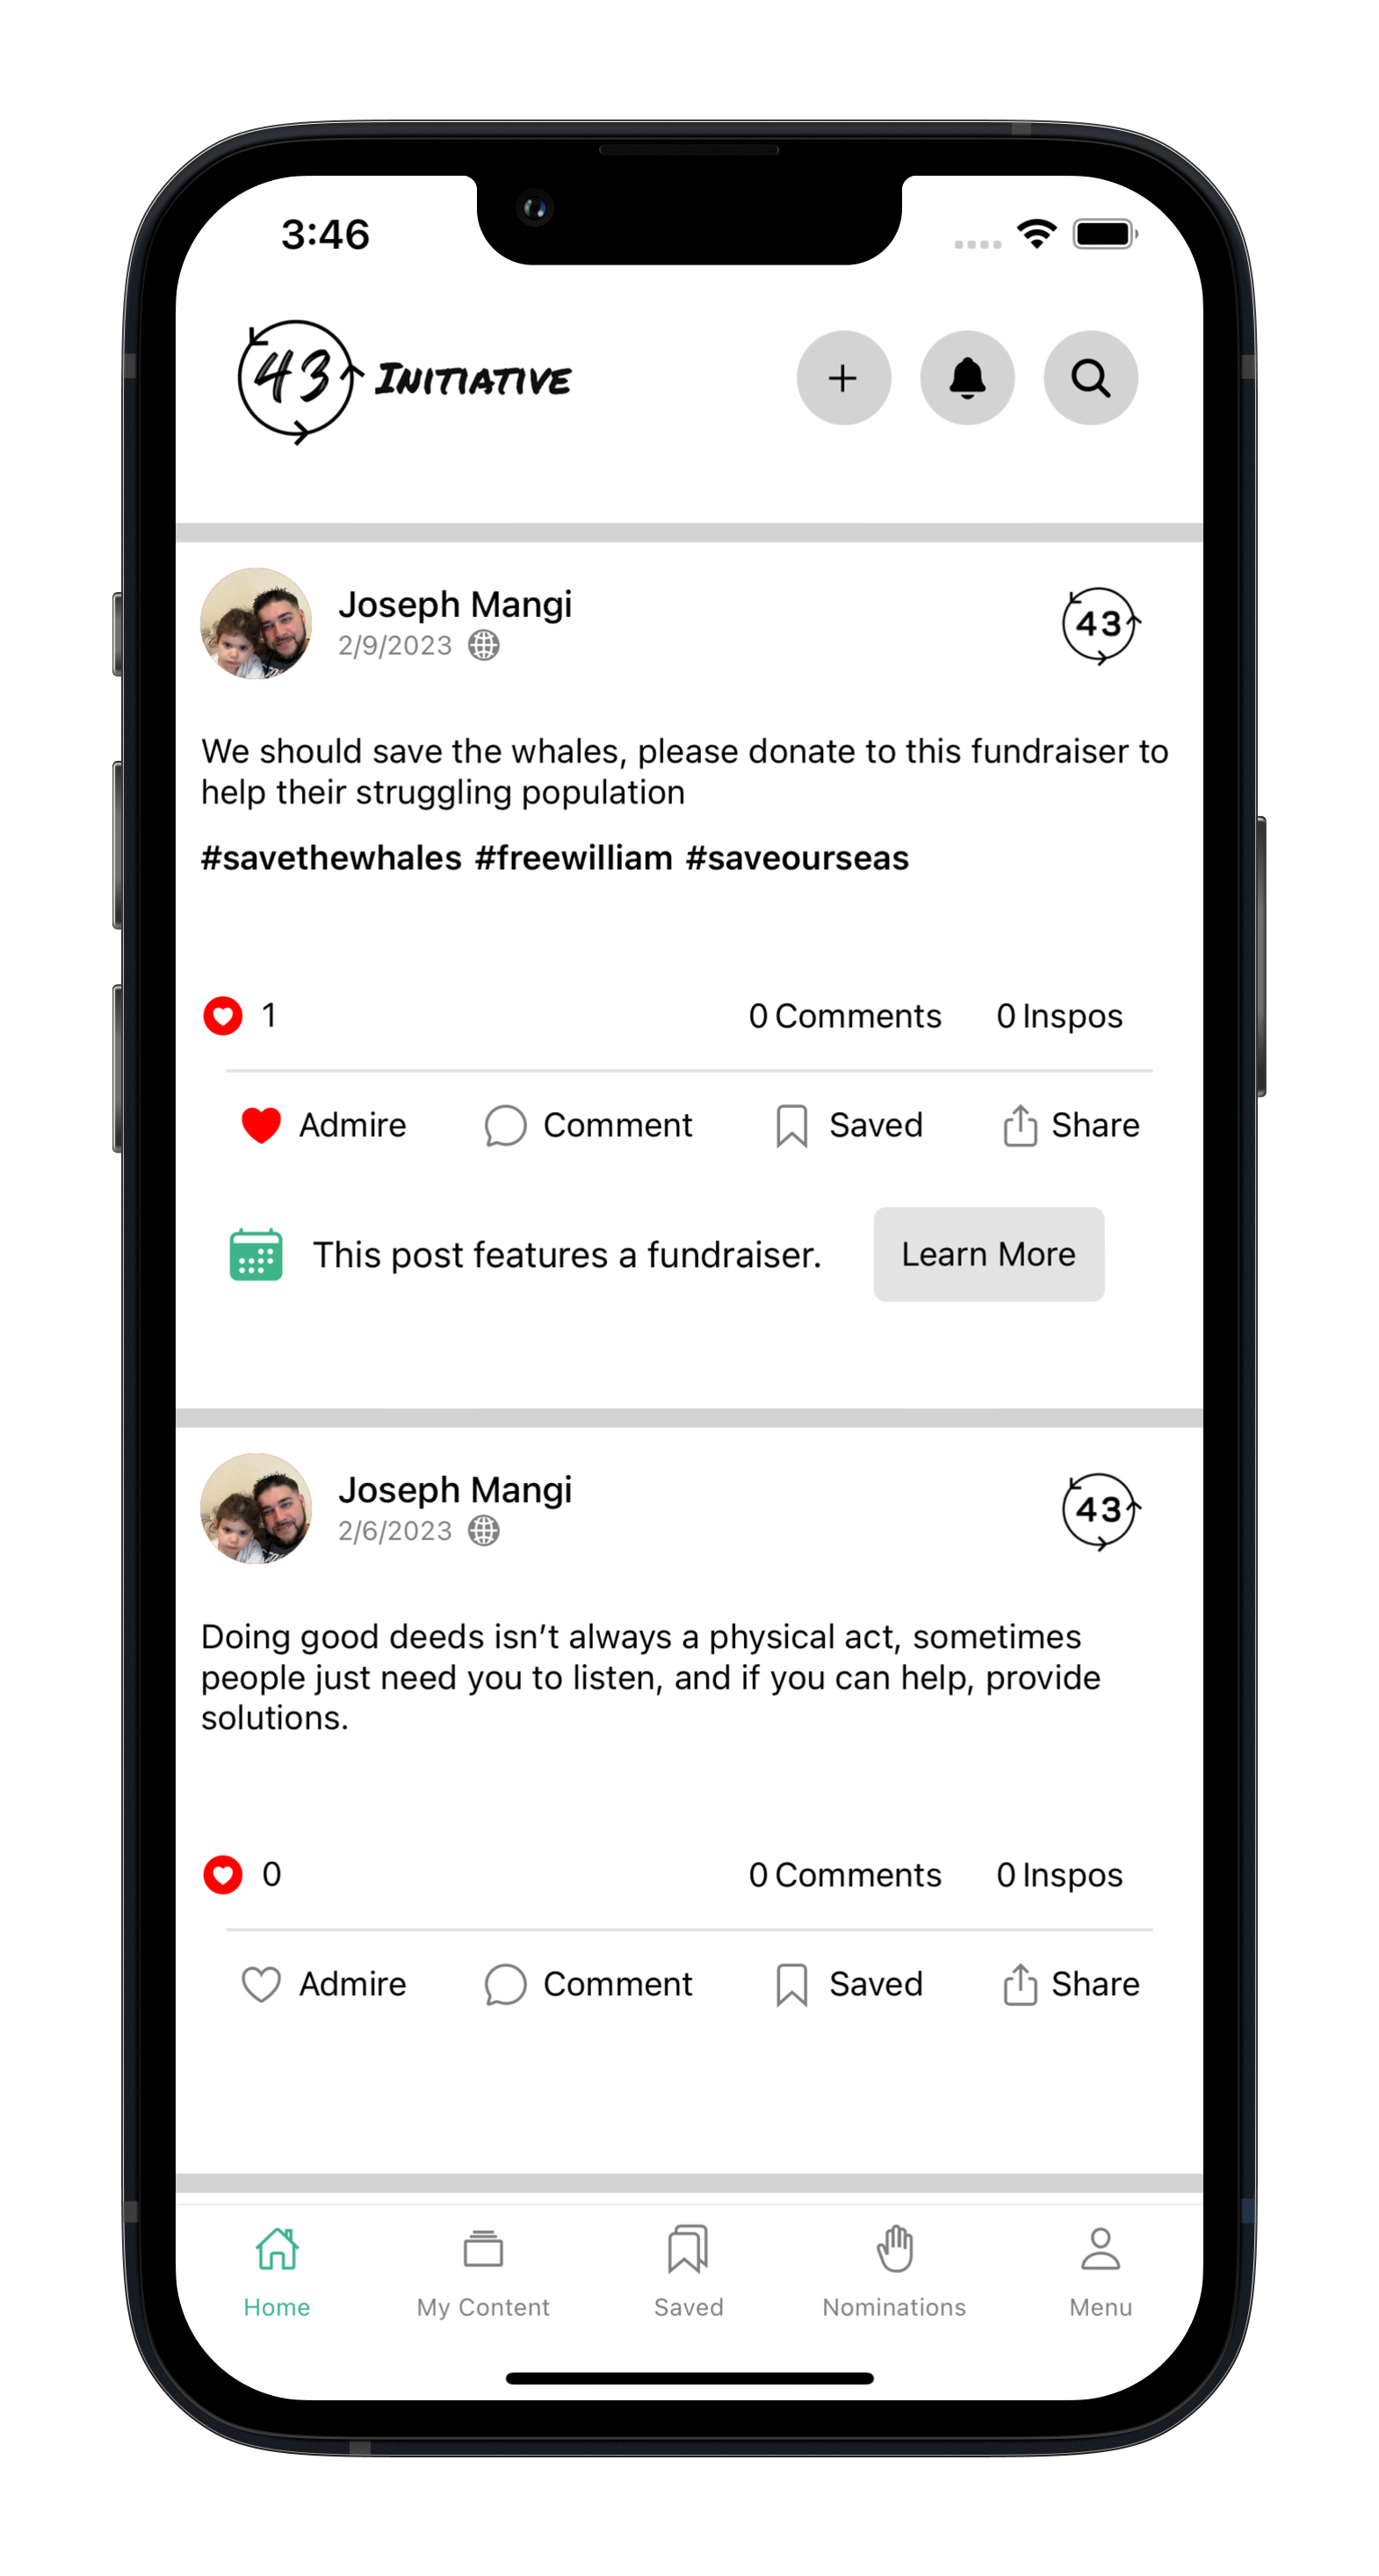 3:46
43 INITIATIVE
Joseph Mangi
2/9/2023
43
We should save the whales, please donate to this fundraiser to
help their struggling population
#savethewhales #freewilliam #saveourseas
1 0 Comments 0 Inspos
Admire Comment Saved Share
This post features a fundraiser. Learn More
Joseph Mangi
2/6/2023
43
Doing good deeds isn’t always a physical act, sometimes
people just need you to listen, and if you can help, provide
solutions.
0 0 Comments 0 Inspos
Admire Comment Saved Share
Home My Content Saved Nominations Menu